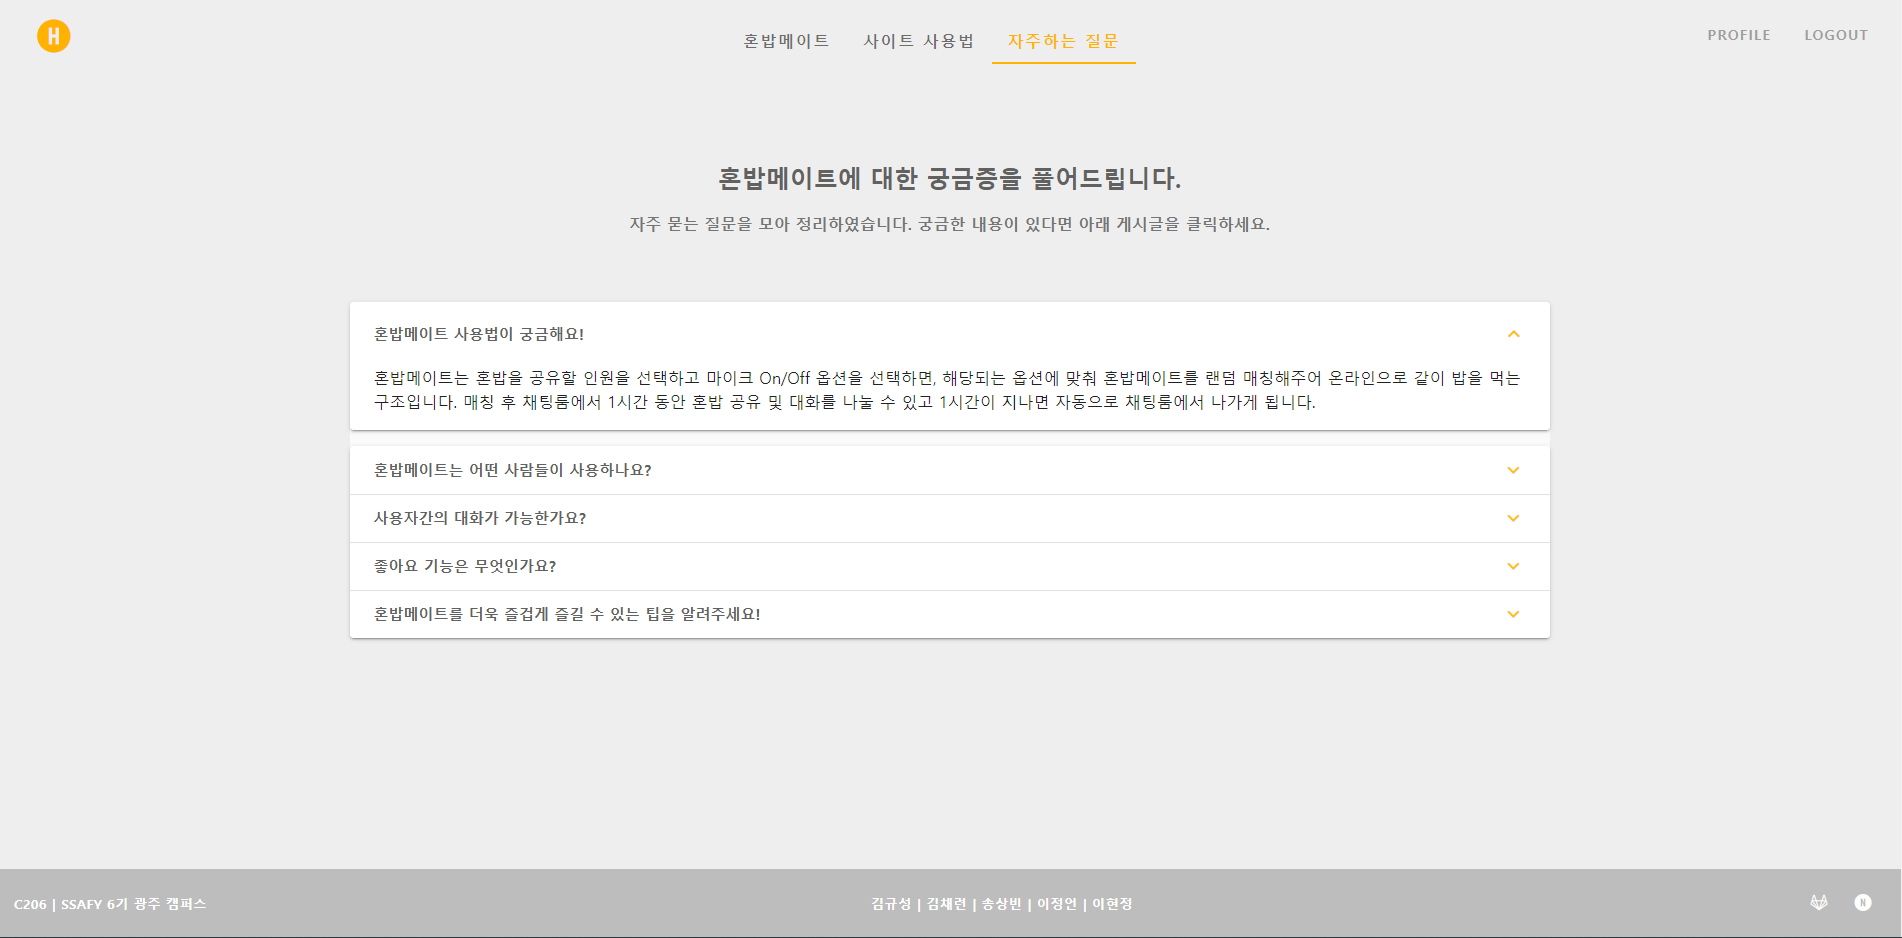 H
혼밥메이트 사이트 사용법 자주하는 질문 PROFILE LOGOUT
혼밥메이트에 대한 궁금증을 풀어드립니다.
자주 묻는 질문을 모아 정리하였습니다. 궁금한 내용이 있다면 아래 게시글을 클릭하세요.
혼밥메이트 사용법이 궁금해요!
혼밥메이트는 혼밥을 공유할 인원을 선택하고 마이크 On/Off 옵션을 선택하면, 해당되는 옵션에 맞춰 혼밥메이트를 랜덤 매칭해주어 온라인으로 같이 밥을 먹는
구조입니다. 매칭 후 채팅룸에서 1시간 동안 혼밥 공유 및 대화를 나눌 수 있고 1시간이 지나면 자동으로 채팅룸에서 나가게 됩니다.
혼밥메이트는 어떤 사람들이 사용하나요?
사용자간의 대화가 가능한가요?
좋아요 기능은 무엇인가요?
혼밥메이트를 더욱 즐겁게 즐길 수 있는 팁을 알려주세요!
C206 | SSAFY 6기 광주 캠퍼스 김규성 | 김채린 | 송상빈 | 이정언 | 이현정 N